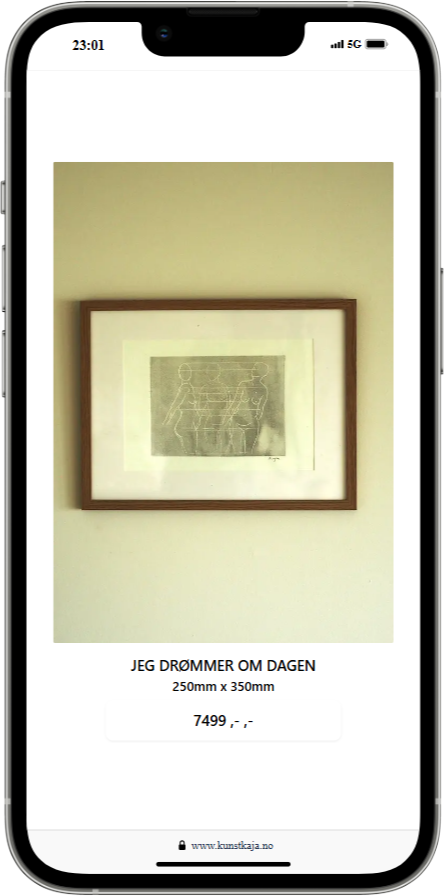 23:01
5G
JEG DRØMMER OM DAGEN
250mm x 350mm
7499 ,- ,-
www.kunstkaja.no